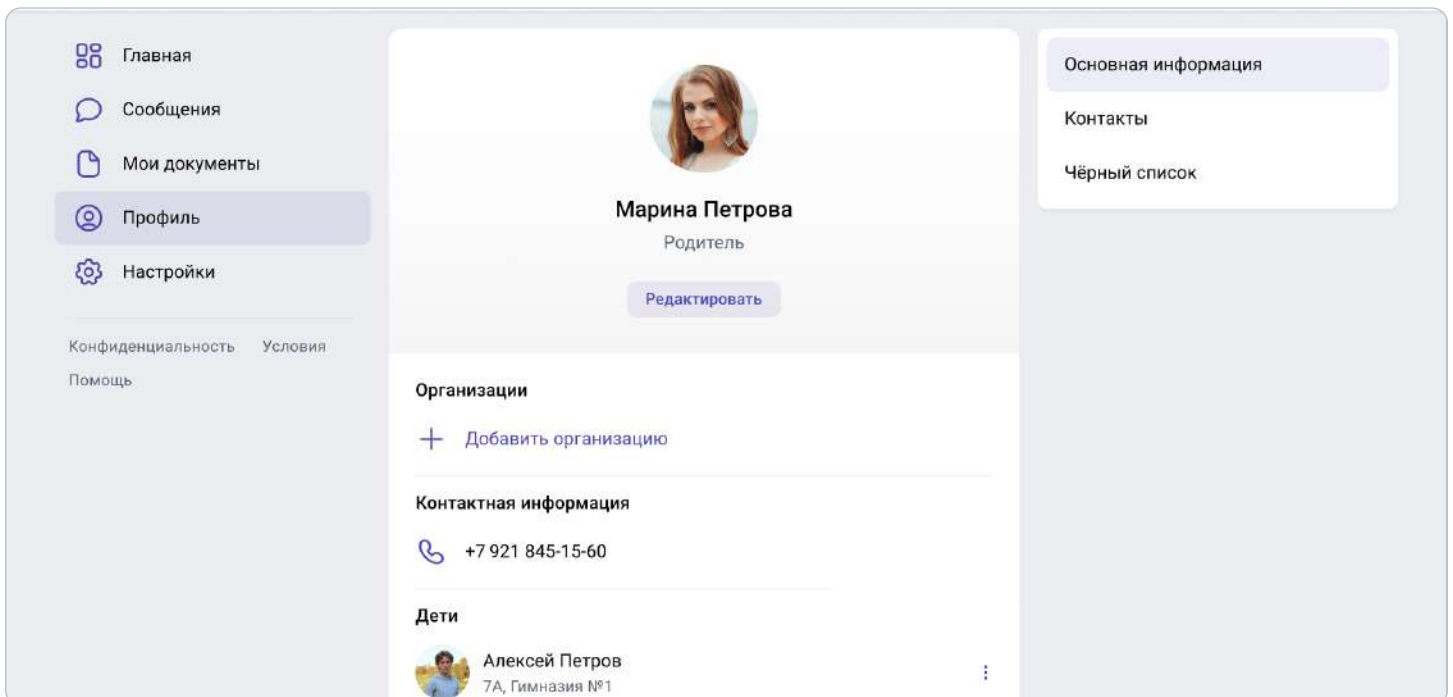 Главная
Сообщения
Мои документы
Профиль
Настройки
Конфиденциальность Условия
Помощь
Марина Петрова
Родитель
Редактировать
Организации
Добавить организацию
Контактная информация
+7 921 845-15-60
Дети
Алексей Петров
7А, Гимназия №1
Основная информация
Контакты
Чёрный список